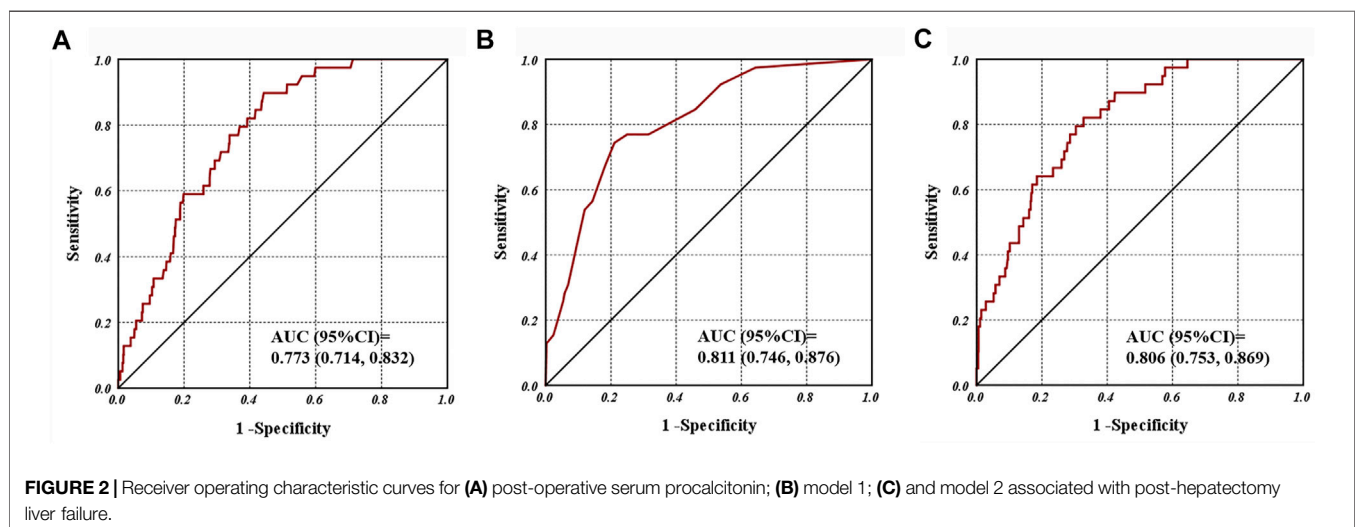 A
1.0
0.8
0.6
0.4
0.2
0.0
Sensitivity
AUC (95%CI)=
0.773 (0.714, 0.832)
0.0 0.2 0.4 0.6 0.8 1.0
1 -Specificity
B
1.0
0.8
0.6
0.4
0.2
0.0
Sensitivity
AUC (95%CI)=
0.811 (0.746, 0.876)
0.0 0.2 0.4 0.6 0.8 1.0
1 -Specificity
C
1.0
0.8
0.6
0.4
0.2
0.0
Sensitivity
AUC (95%CI)=
0.806 (0.753, 0.869)
0.0 0.2 0.4 0.6 0.8 1.0
1 -Specificity
FIGURE 2 | Receiver operating characteristic curves for (A) post-operative serum procalcitonin; (B) model 1; (C) and model 2 associated with post-hepatectomy
liver failure.